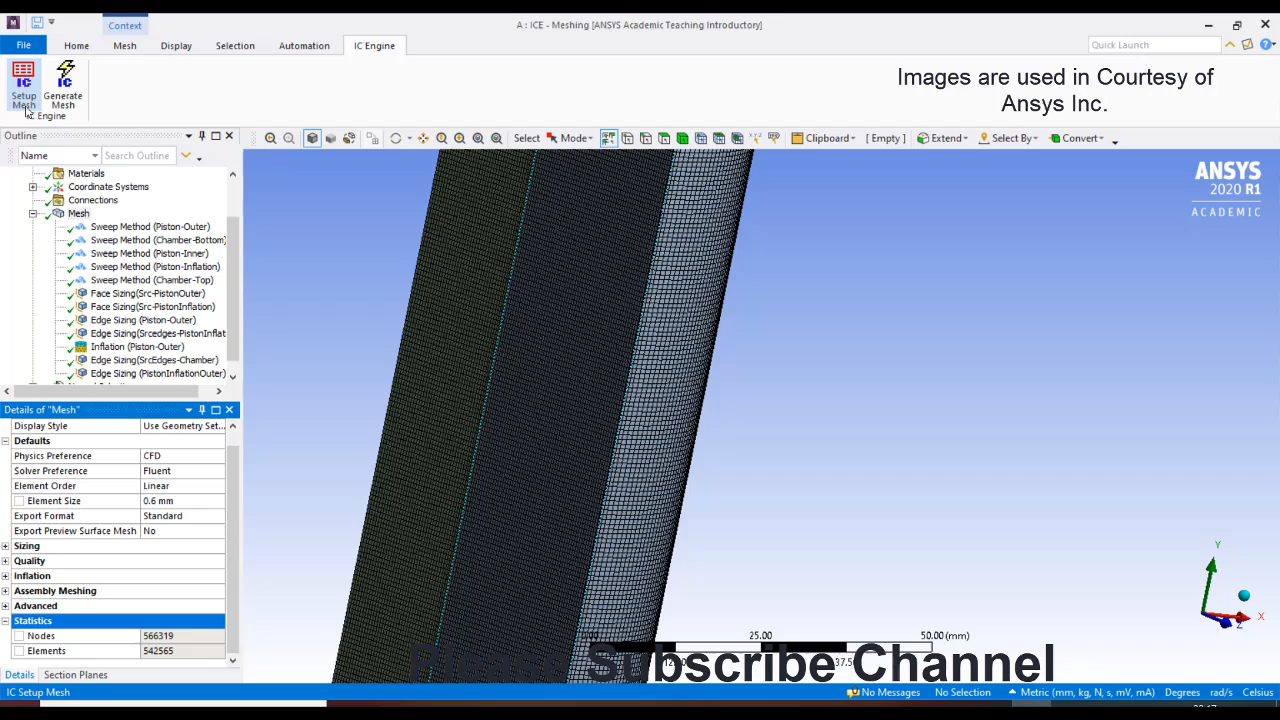 Context
A : ICE - Meshing [ANSYS Academic Teaching Introductory]
File Home Mesh Display Selection Automation IC Engine
Quick Launch
IC IC
Setup Mesh Generate Mesh
Engine
Images are used in Courtesy of
Ansys Inc.
Outline
Name Search Outline
Select Mode Clipboard [ Empty ] Extend Select By Convert
Materials
Coordinate Systems
Connections
Mesh
Sweep Method (Piston-Outer)
Sweep Method (Chamber-Bottom)
Sweep Method (Piston-Inner)
Sweep Method (Piston-Inflation)
Sweep Method (Chamber-Top)
Face Sizing(Src-PistonOuter)
Face Sizing(Src-PistonInflation)
Edge Sizing (Piston-Outer)
Edge Sizing(Srcedges-PistonInflat
Inflation (Piston-Outer)
Edge Sizing(SrcEdges-Chamber)
Edge Sizing (PistonInflationOuter)
ANSYS
2020 R1
ACADEMIC
Details of "Mesh"
Display Style Use Geometry Set...
Defaults
Physics Preference CFD
Solver Preference Fluent
Element Order Linear
Element Size 0.6 mm
Export Format Standard
Export Preview Surface Mesh No
Sizing
Quality
Inflation
Assembly Meshing
Advanced
Statistics
Nodes 566319
Elements 542565
Y
X
Z
25.00 50.00 (mm)
Subscribe Channel
Details Section Planes
IC Setup Mesh
No Messages No Selection Metric (mm, kg, N, s, mV, mA) Degrees rad/s Celsius